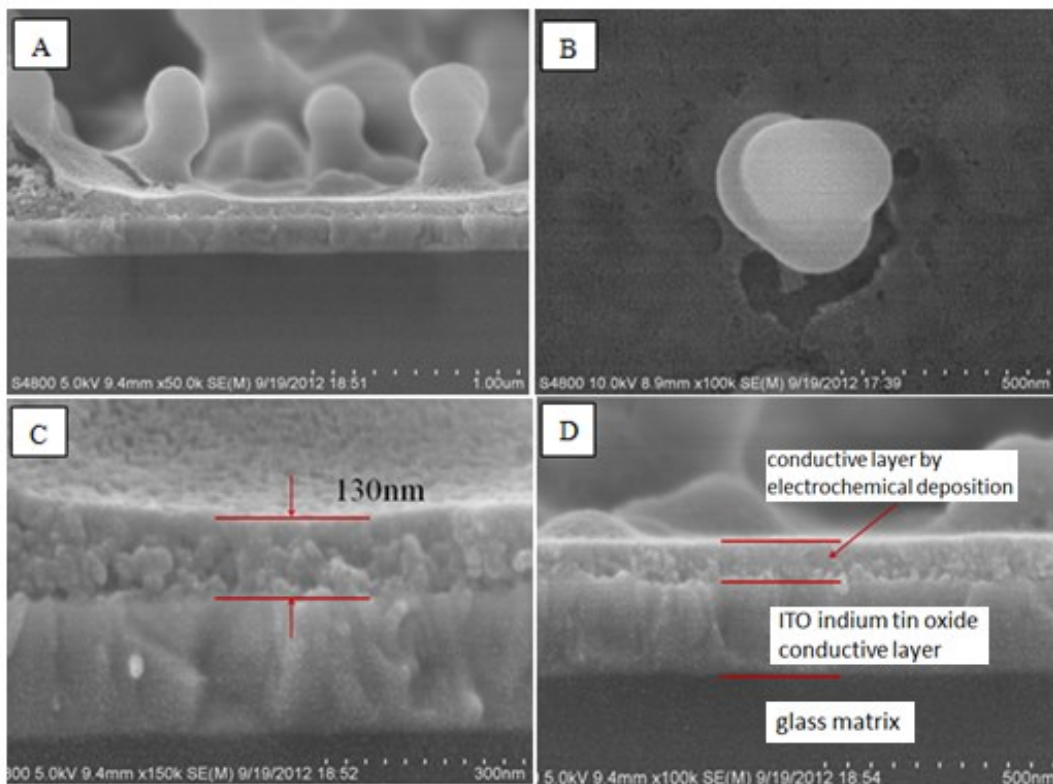 A
S4800 5.0kV 9.4mm x50.0k SE(M) 9/19/2012 18:51
1.00um
B
S4800 10.0kV 8.9mm x100k SE(M) 9/19/2012 17:39
500nm
C
130nm
800 5.0kV 9.4mm x150k SE(M) 9/19/2012 18:52
300nm
D
conductive layer by
electrochemical deposition
ITO indium tin oxide
conductive layer
glass matrix
5.0kV 9.4mm x100k SE(M) 9/19/2012 18:54
500nm